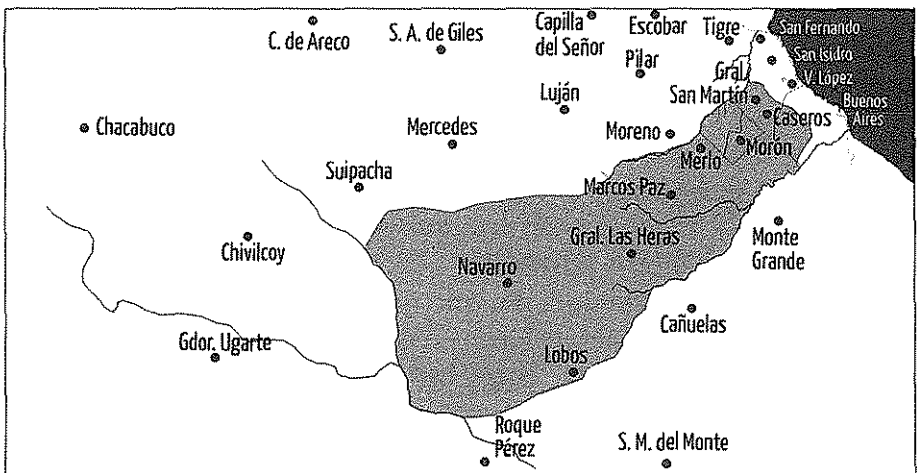 Capilla
del Señor
Escobar
Tigre
San Fernando
C. de Areco
S. A. de Giles
San Isidro
Pilar
Gral.
San Martín
V. López
Luján
Buenos
Aires
Caseros
Chacabuco
Mercedes
Moreno
Morón
Merlo
Suipacha
Marcos Paz
Chivilcoy
Gral. Las Heras
Monte
Grande
Navarro
Cañuelas
Gdor. Ugarte
Lobos
Roque
Pérez
S. M. del Monte